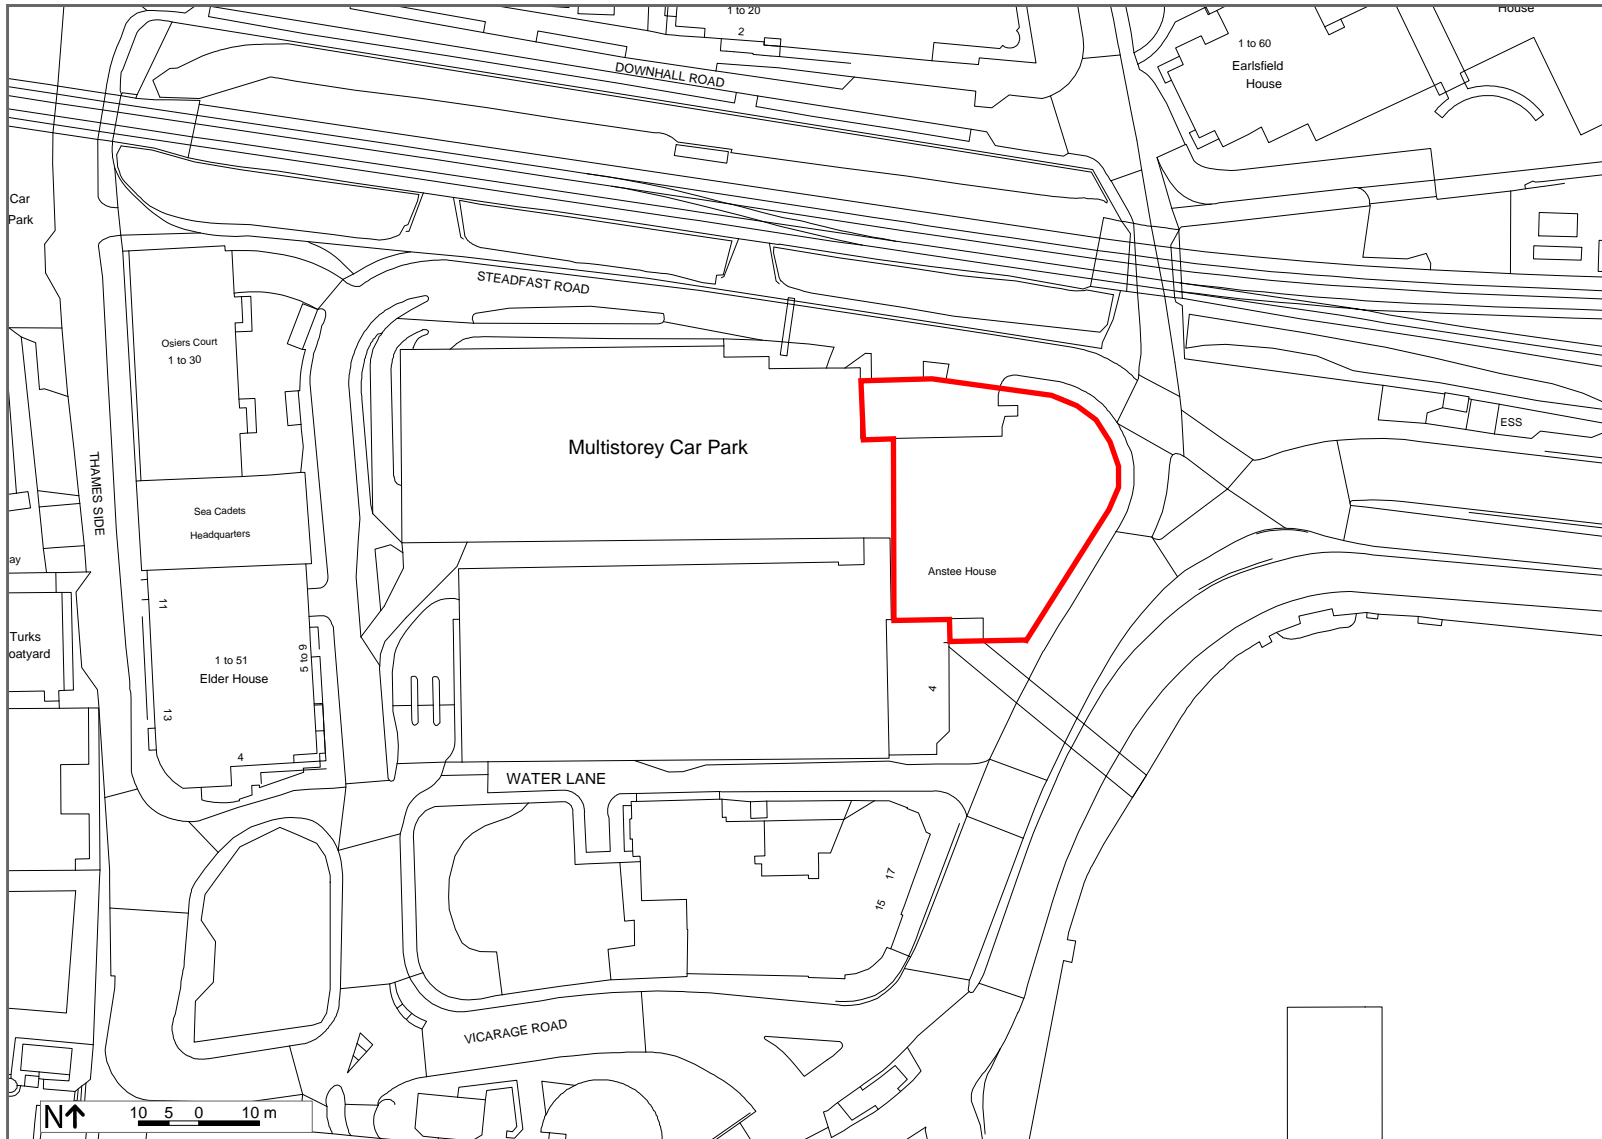 1 to 20
2
House
1 to 60
Earlsfield
House
DOWNHALL ROAD
Car
Park
STEADFAST ROAD
Osiers Court
1 to 30
ESS
Multistorey Car Park
THAMES SIDE
Sea Cadets
Headquarters
ay
Anstee House
11
Turks
oatyard
1 to 51
Elder House
5 to 9
4
13
4
WATER LANE
17
15
VICARAGE ROAD
N
10 5 0 10 m